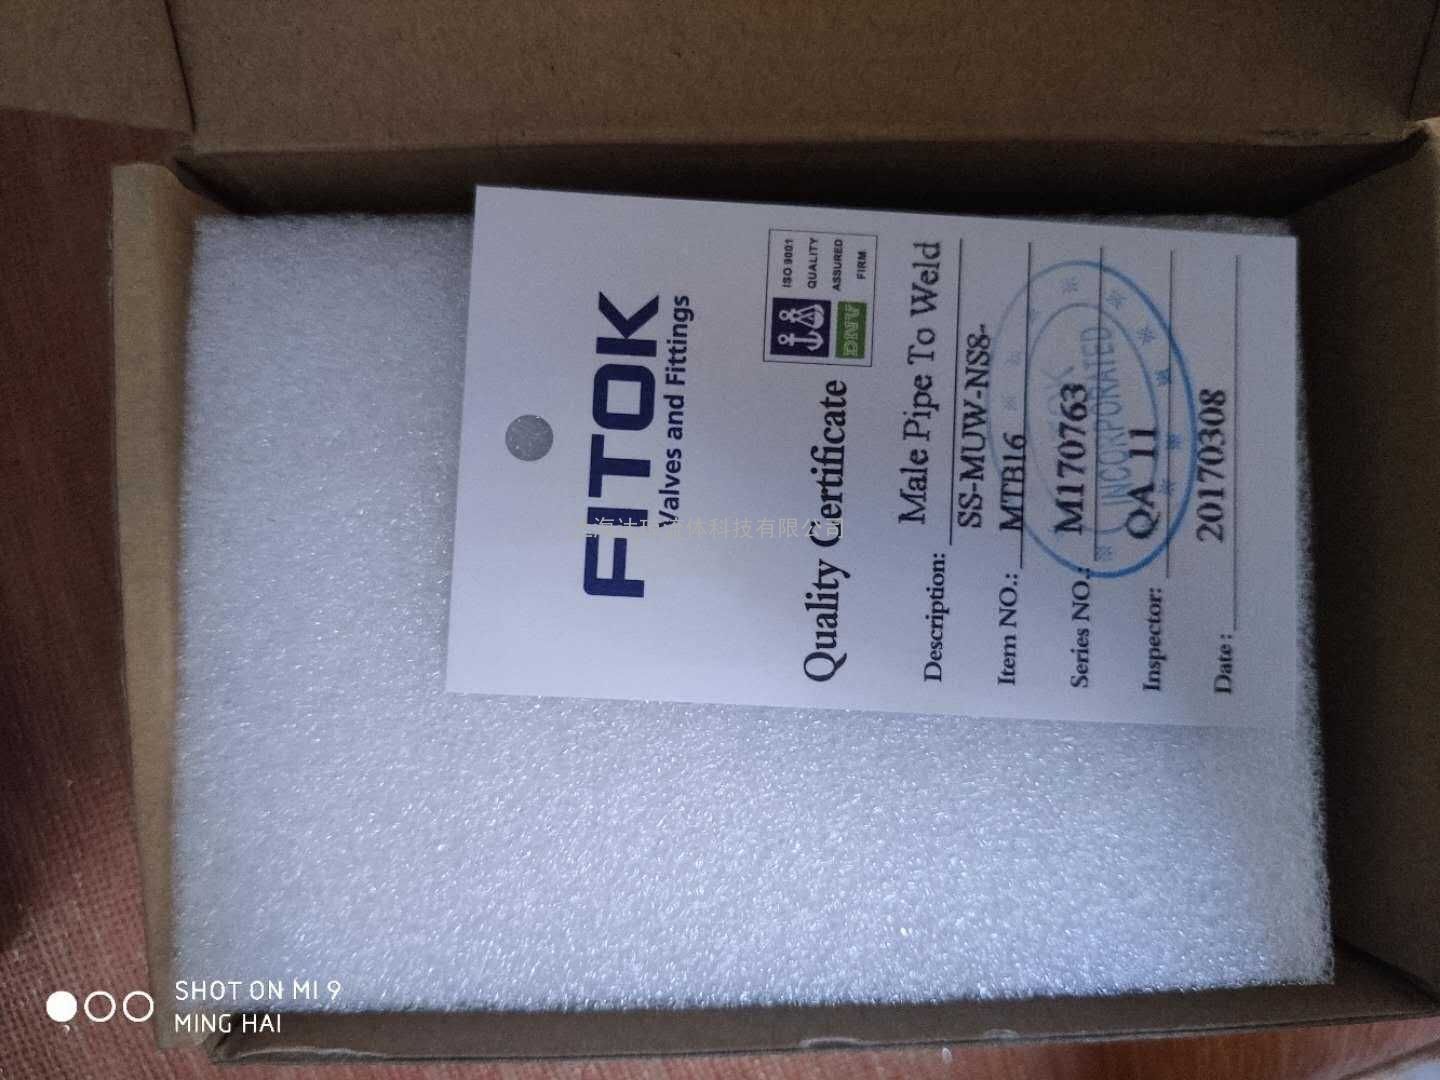 FITOK
Valves and Fittings
ISO 9001
QUALITY
ASSURED
FIRM
DNV
Quality Certificate
Description: Male Pipe To Weld
SS-MUW-NS8-
Item NO.: MTB16
Series NO.: M170763
Inspector: QA 11
Date: 20170308
INCORPORATED
流体科技有限公司
SHOT ON MI 9
MING HAI